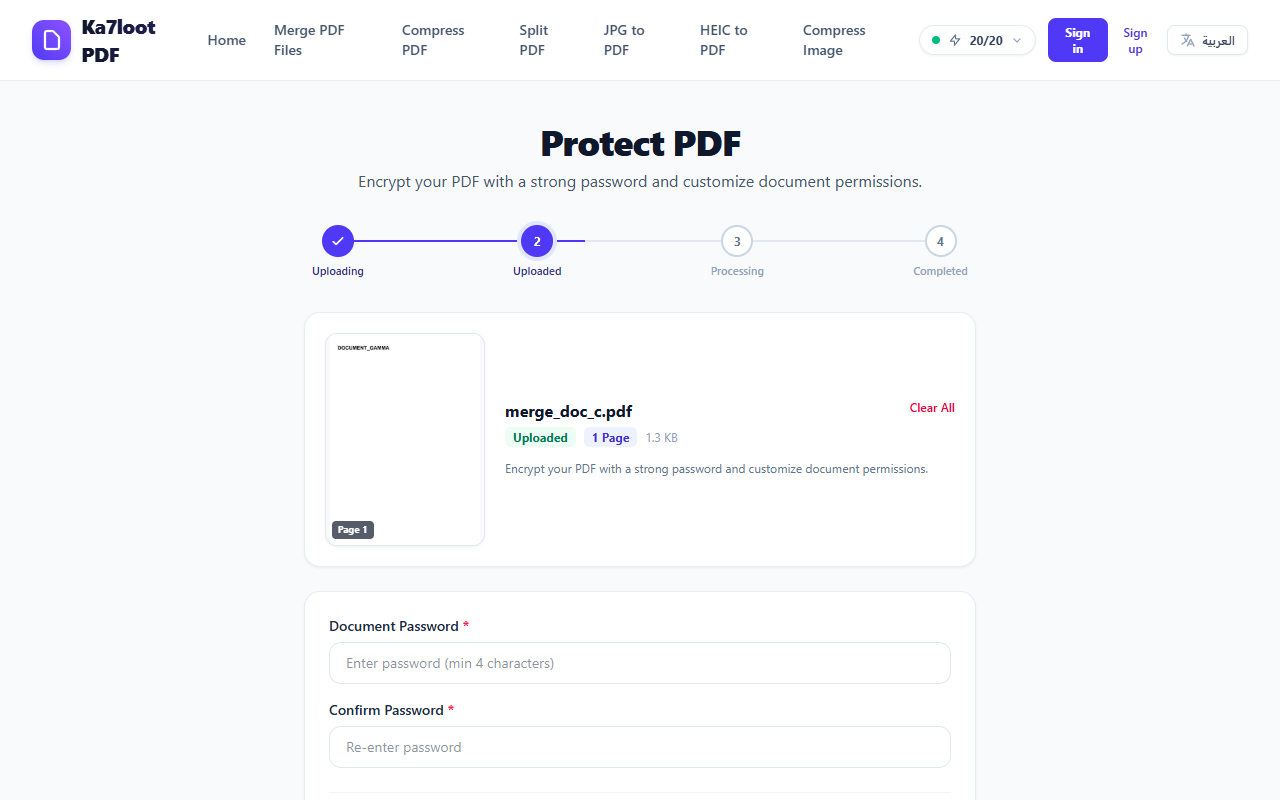 Ka7loot
PDF
Home
Merge PDF
Files
Compress
PDF
Split
PDF
JPG to
PDF
HEIC to
PDF
Compress
Image
20/20
Sign
in
Sign
up
العربية
Protect PDF
Encrypt your PDF with a strong password and customize document permissions.
2
3
4
Uploading
Uploaded
Processing
Completed
DOCUMENT_GAMMA
Page 1
merge_doc_c.pdf
Clear All
Uploaded
1 Page
1.3 KB
Encrypt your PDF with a strong password and customize document permissions.
Document Password *
Enter password (min 4 characters)
Confirm Password *
Re-enter password